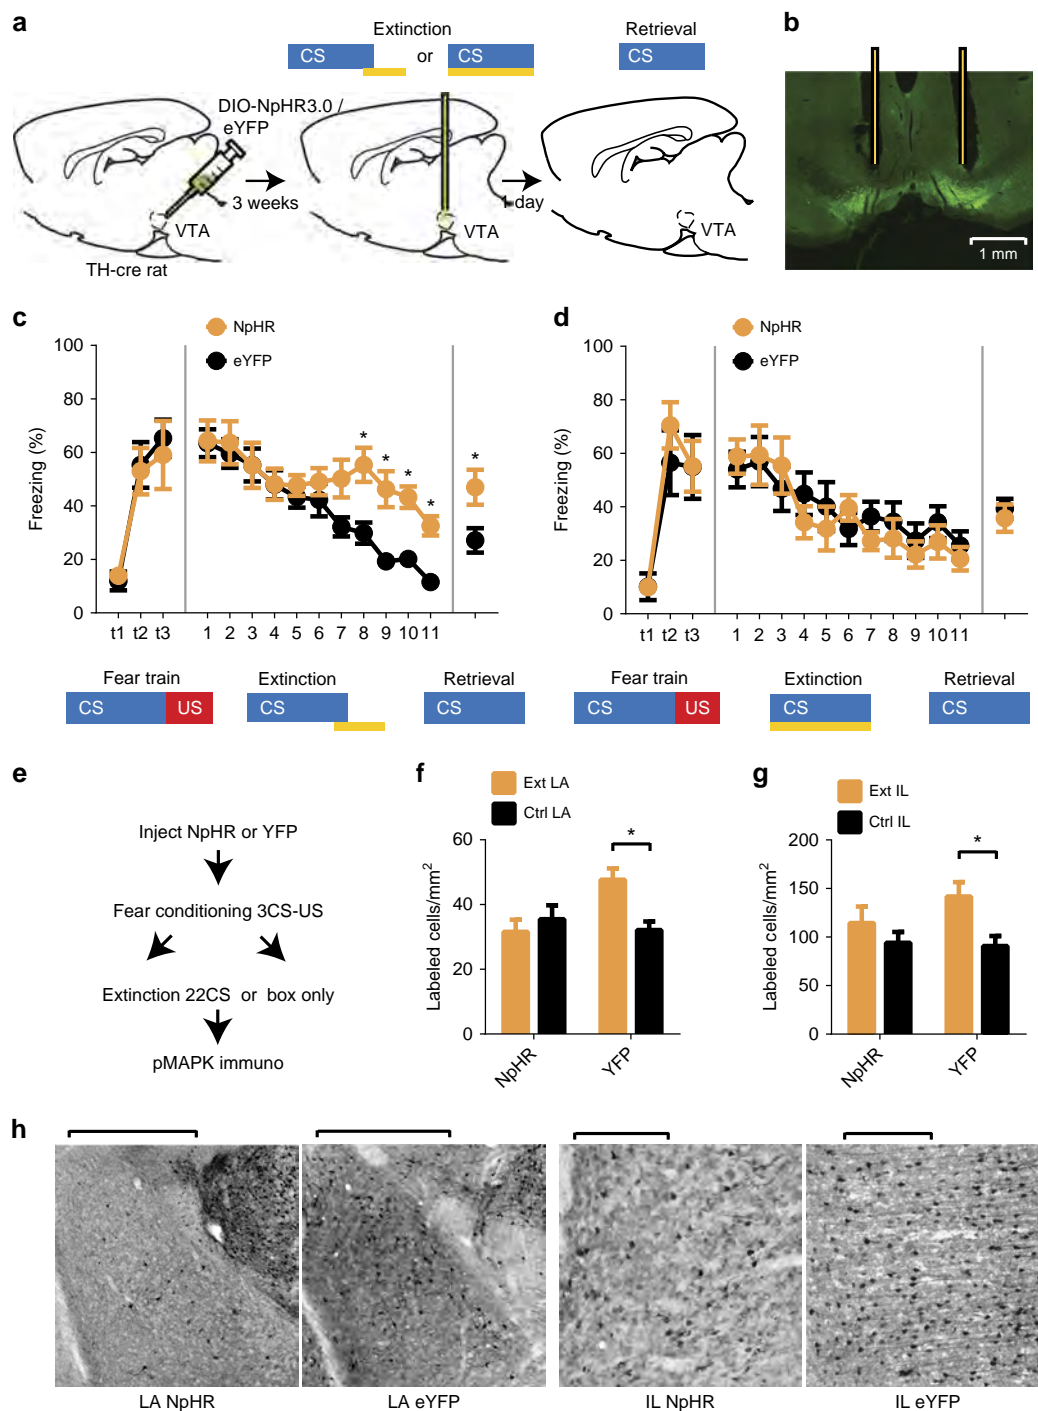 a
Extinction
Retrieval
CS
or
CS
CS
DIO-NpHR3.0 /
eYFP
3 weeks
1 day
VTA
VTA
VTA
TH-cre rat
b
1 mm
c
NpHR
eYFP
Freezing (%)
100
80
60
40
20
0
* * * * *
t1 t2 t3 1 2 3 4 5 6 7 8 9 10 11
Fear train
Extinction
Retrieval
CS US
CS
CS
d
NpHR
eYFP
Freezing (%)
100
80
60
40
20
0
t1 t2 t3 1 2 3 4 5 6 7 8 9 10 11
Fear train
Extinction
Retrieval
CS US
CS
CS
e
Inject NpHR or YFP
Fear conditioning 3CS-US
Extinction 22CS or box only
pMAPK immuno
f
Ext LA
Ctrl LA
Labeled cells/mm²
60
40
20
0
*
NpHR
YFP
g
Ext IL
Ctrl IL
Labeled cells/mm²
200
150
100
50
0
*
NpHR
YFP
h
LA NpHR
LA eYFP
IL NpHR
IL eYFP